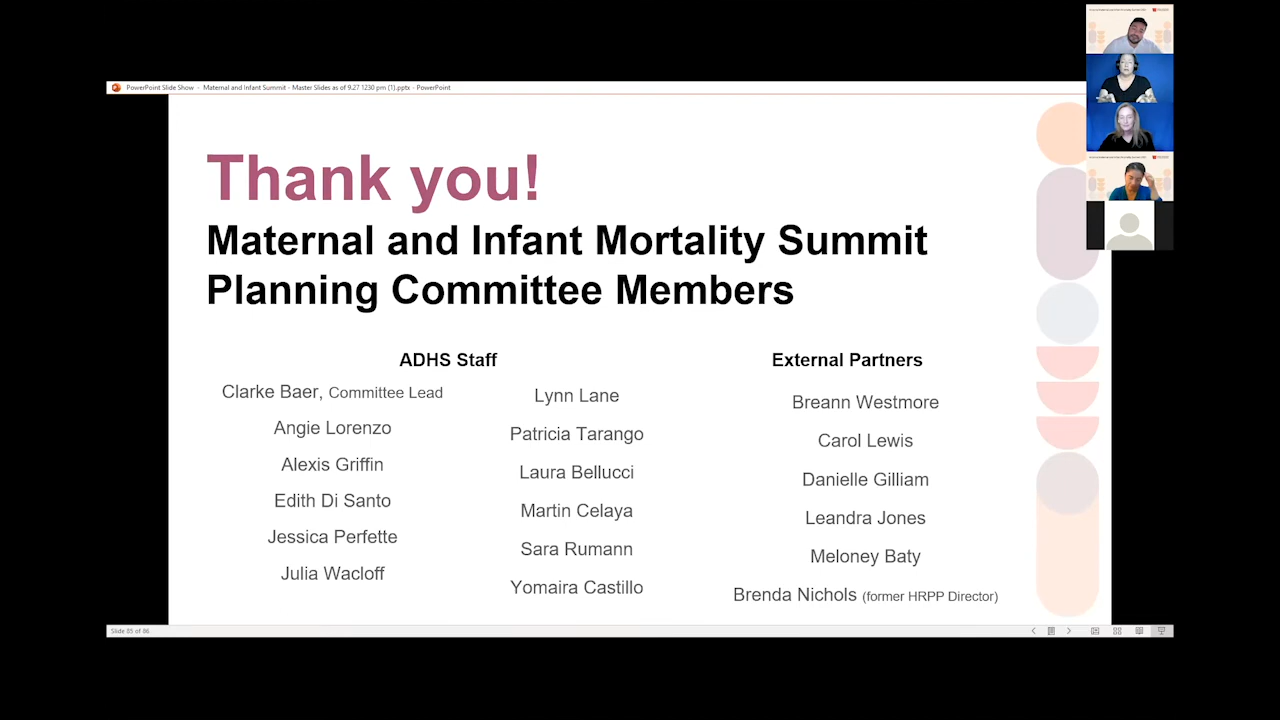 PowerPoint Slide Show - Maternal and Infant Summit - Master Slides as of 9.27 1230 pm (1).pptx - PowerPoint
Thank you!
Maternal and Infant Mortality Summit
Planning Committee Members
ADHS Staff
Clarke Baer, Committee Lead
Angie Lorenzo
Alexis Griffin
Edith Di Santo
Jessica Perfette
Julia Wacloff
Lynn Lane
Patricia Tarango
Laura Bellucci
Martin Celaya
Sara Rumann
Yomaira Castillo
External Partners
Breann Westmore
Carol Lewis
Danielle Gilliam
Leandra Jones
Meloney Baty
Brenda Nichols (former HRPP Director)
Slide 85 of 86